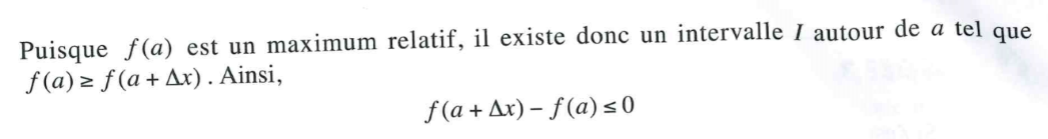 Puisque f(a) est un maximum relatif, il existe donc un intervalle I autour de a tel que
f(a) ≥ f(a + Δx). Ainsi,
f(a + Δx) – f(a) ≤ 0